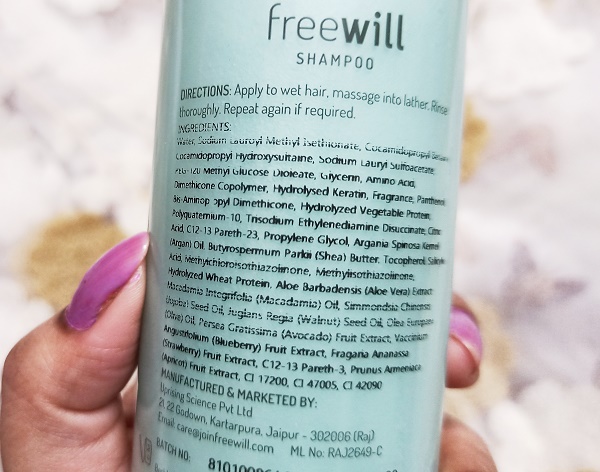 freewill
SHAMPOO
DIRECTIONS: Apply to wet hair, massage into lather. Rinse
thoroughly. Repeat again if required.
INGREDIENTS:
Water, Sodium Lauroyl Methyl Isethionate, Cocamidopropyl
Cocamidopropyl Hydroxysultaine, Sodium Lauryl Sulfoacetate,
PEG-120 Methyl Glucose Dioleate, Glycerin, Amino Acid,
Dimethicone Copolymer, Hydrolysed Keratin, Fragrance, Panthenol
Bis-Aminopropyl Dimethicone, Hydrolyzed Vegetable Protein,
Polyquaternium-10, Trisodium Ethylenediamine Disuccinate, Citric
Acid, C12-13 Pareth-23, Propylene Glycol, Argania Spinosa Kernel
(Argan) Oil, Butyrospermum Parkii (Shea) Butter, Tocopherol, Salicylic
Acid, Methylchloroisothiazolinone, Methylisothiazolinone,
Hydrolyzed Wheat Protein, Aloe Barbadensis (Aloe Vera) Extract
Macadamia Integrifolia (Macadamia) Oil, Simmondsia Chinensis
(Jojoba) Seed Oil, Juglans Regia (Walnut) Seed Oil, Olea Europaea
(Olive) Oil, Persea Gratissima (Avocado) Fruit Extract, Vaccinium
Angustifolium (Blueberry) Fruit Extract, Fragaria Ananassa
(Strawberry) Fruit Extract, C12-13 Pareth-3, Prunus Armeniaca
(Apricot) Fruit Extract, CI 17200, CI 47005, CI 42090
MANUFACTURED & MARKETED BY:
Uprising Science Pvt Ltd
21, 22 Godown, Kartarpura, Jaipur - 302006 (Raj)
Email: care@joinfreewill.com ML No: RAJ2649-C
BATCH NO: